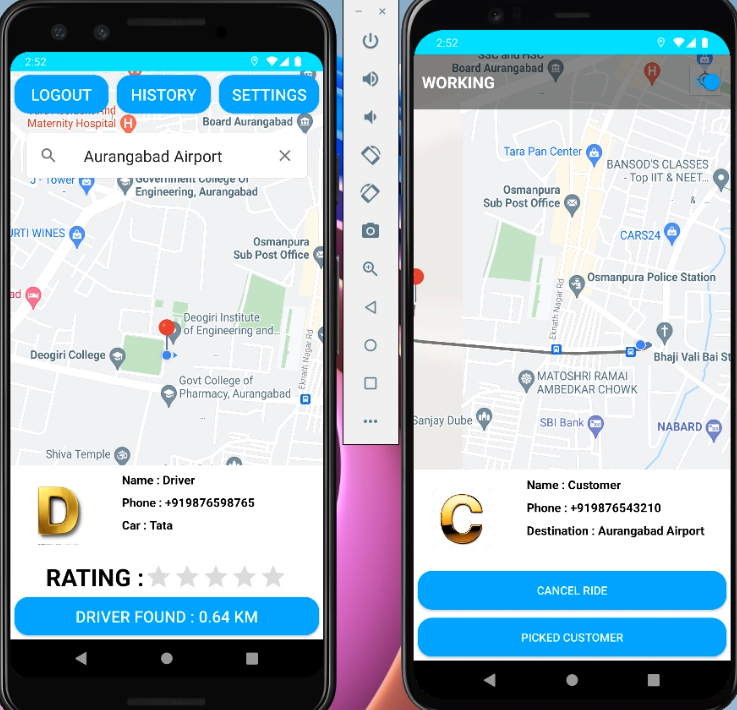 2:52
LOGOUT
HISTORY
SETTINGS
Maternity Hospital
Board Aurangabad
Aurangabad Airport
J - Tower
Government College Of
Engineering, Aurangabad
URTI WINES
Osmanpura
Sub Post Office
ad
Deogiri Institute
of Engineering and...
Deogiri College
Eknath Nagar Rd
Govt College of
Pharmacy, Aurangabad
Shiva Temple
D
Name : Driver
Phone : +919876598765
Car : Tata
RATING :
DRIVER FOUND : 0.64 KM
2:52
SSC and HSC
Board Aurangabad
WORKING
Tara Pan Center
BANSOD'S CLASSES
- Top IIT & NEET...
Osmanpura
Sub Post Office
CARS24
Osmanpura Police Station
Eknath Nagar Rd
Bhaji Vali Bai St
MATOSHRI RAMAI
AMBEDKAR CHOWK
Sanjay Dube
SBI Bank
NABARD
C
Name : Customer
Phone : +919876543210
Destination : Aurangabad Airport
CANCEL RIDE
PICKED CUSTOMER